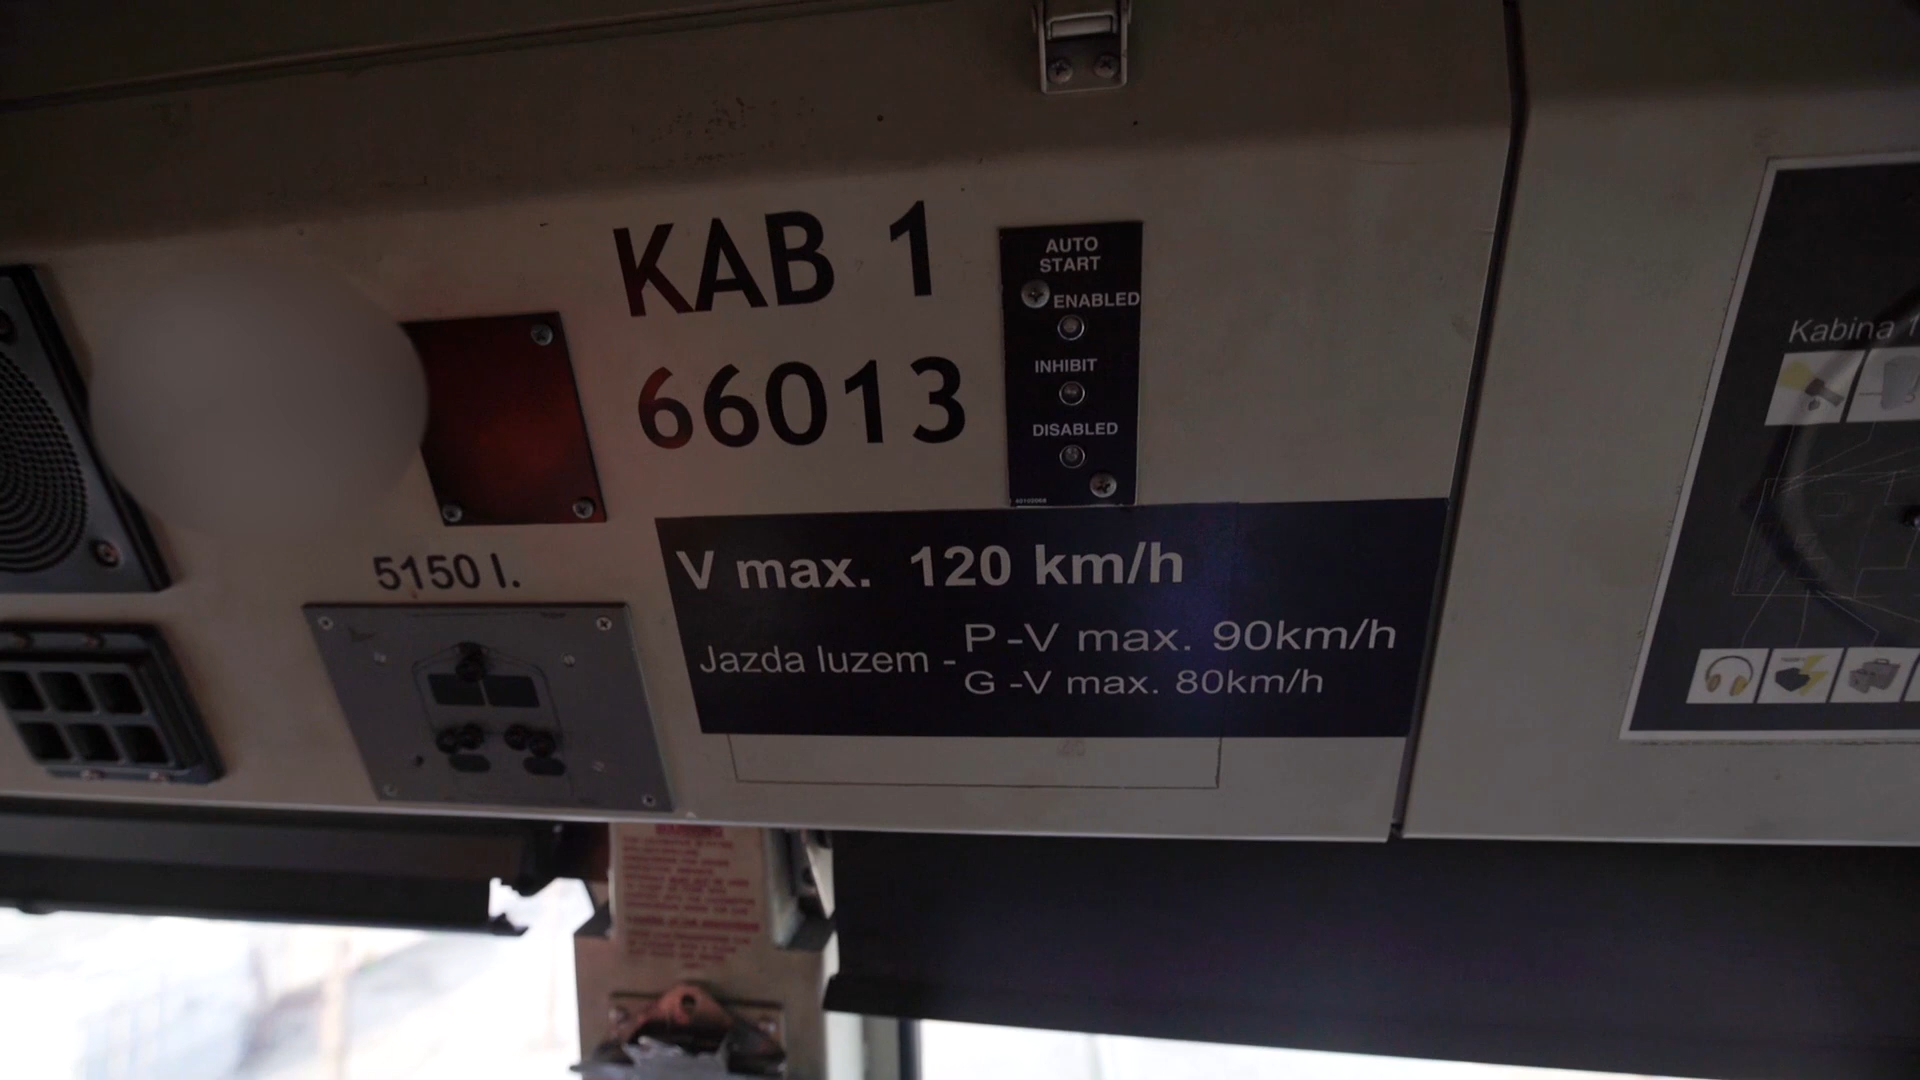 KAB 1
66013
AUTO
START
ENABLED
INHIBIT
DISABLED
5150 l.
V max. 120 km/h
Jazda luzem -
P -V max. 90km/h
G -V max. 80km/h
Kabina 1